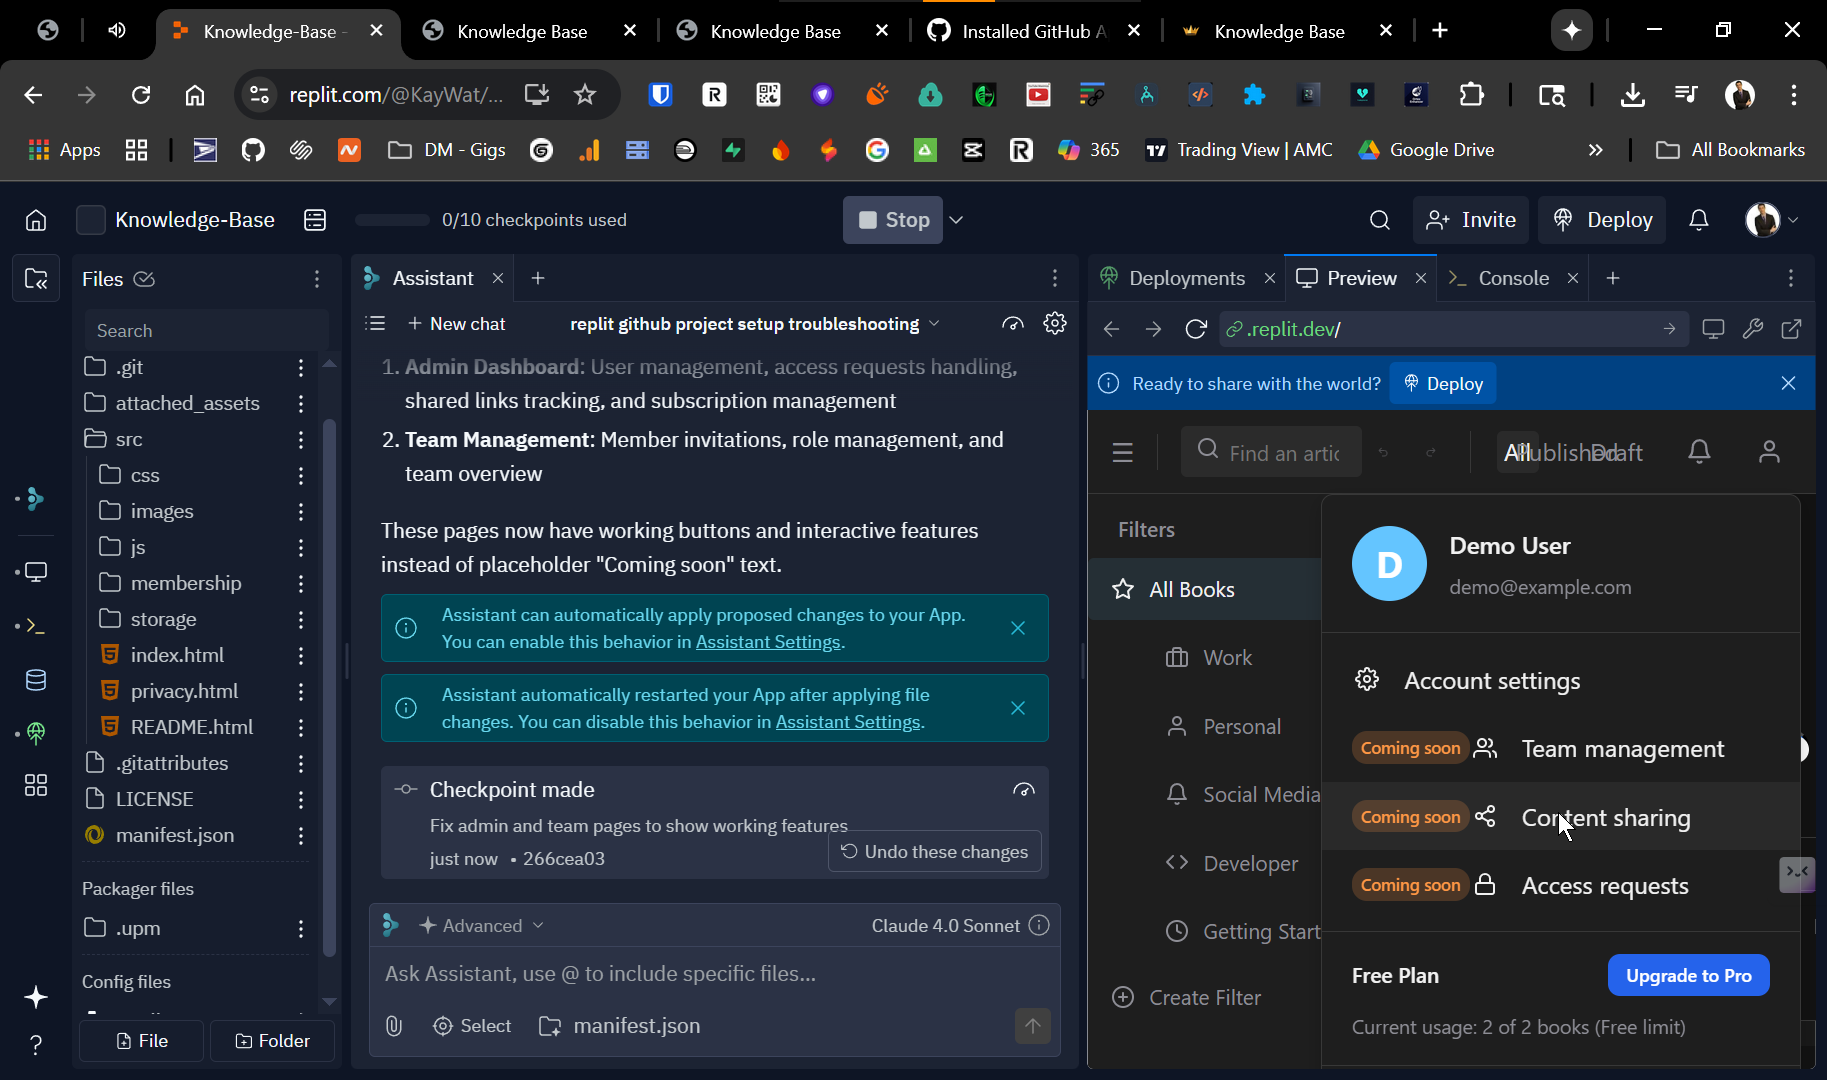 Knowledge-Base -
Knowledge Base
Knowledge Base
Installed GitHub A
Knowledge Base
replit.com/@KayWat/...
Apps
DM - Gigs
365
Trading View | AMC
Google Drive
All Bookmarks
Knowledge-Base
0/10 checkpoints used
Stop
Invite
Deploy
Files
Search
.git
attached_assets
src
css
images
js
membership
storage
index.html
privacy.html
README.html
.gitattributes
LICENSE
manifest.json
Packager files
.upm
Config files
File
Folder
Assistant
New chat
replit github project setup troubleshooting
1. Admin Dashboard: User management, access requests handling,
shared links tracking, and subscription management
2. Team Management: Member invitations, role management, and
team overview
These pages now have working buttons and interactive features
instead of placeholder "Coming soon" text.
Assistant can automatically apply proposed changes to your App.
You can enable this behavior in Assistant Settings.
Assistant automatically restarted your App after applying file
changes. You can disable this behavior in Assistant Settings.
Checkpoint made
Fix admin and team pages to show working features
just now • 266cea03
Undo these changes
Advanced
Claude 4.0 Sonnet
Ask Assistant, use @ to include specific files...
Select
manifest.json
Deployments
Preview
Console
.replit.dev/
Ready to share with the world?
Deploy
Find an artic
All
Published
Draft
Filters
All Books
Work
Personal
Social Media
Developer
Getting Start
Create Filter
D
Demo User
demo@example.com
Account settings
Coming soon Team management
Coming soon Content sharing
Coming soon Access requests
Free Plan
Upgrade to Pro
Current usage: 2 of 2 books (Free limit)